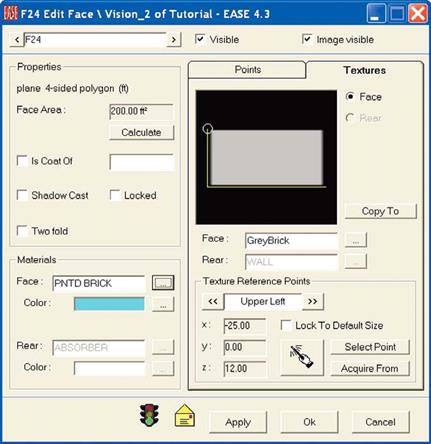 EASE F24 Edit Face \ Vision_2 of Tutorial - EASE 4.3
< F24 >
Visible
Image visible
Properties
plane 4-sided polygon (ft)
Face Area : 200.00 ft²
Calculate
Is Coat Of
Shadow Cast Locked
Two fold
Materials
Face : PNTD BRICK ...
Color : ...
Rear : ABSORBER ...
Color : ...
Points Textures
Face
Rear
Copy To
Face : GreyBrick ...
Rear : WALL ...
Texture Reference Points
<< Upper Left >>
x : -25.00 Lock To Default Size
y : 0.00 Select Point
z : 12.00 Acquire From
Apply Ok Cancel